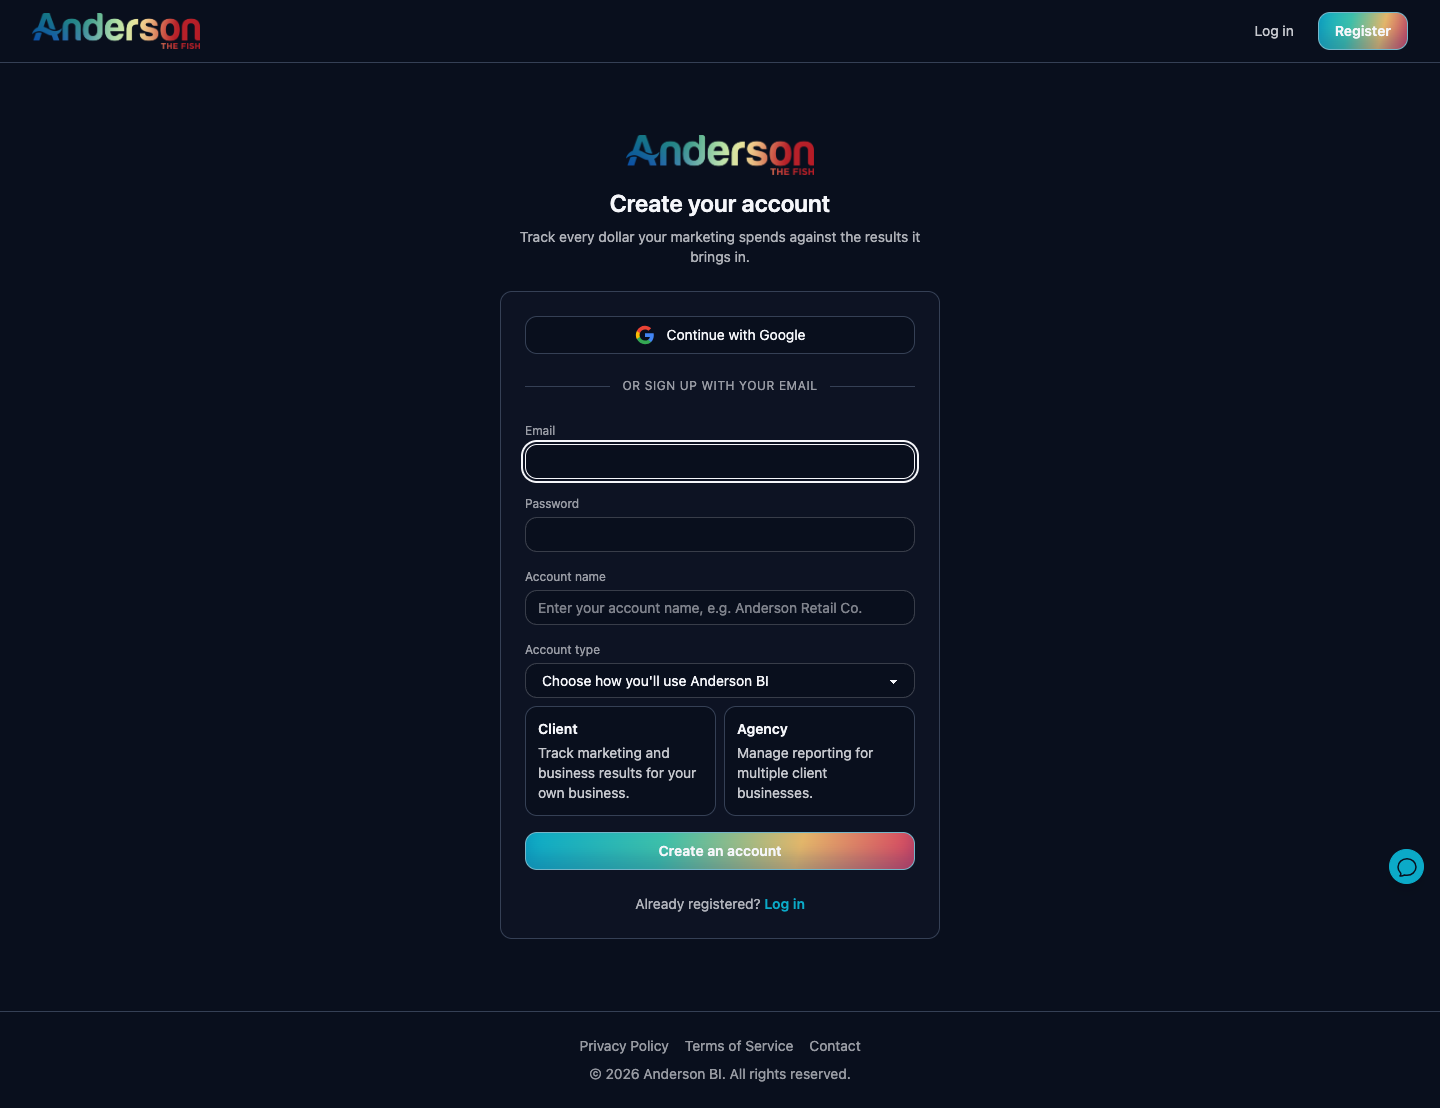 Anderson
THE FISH
Log in
Register
Anderson
THE FISH
Create your account
Track every dollar your marketing spends against the results it
brings in.
Continue with Google
OR SIGN UP WITH YOUR EMAIL
Email
Password
Account name
Enter your account name, e.g. Anderson Retail Co.
Account type
Choose how you'll use Anderson BI
Client
Track marketing and
business results for your
own business.
Agency
Manage reporting for
multiple client
businesses.
Create an account
Already registered? Log in
Privacy Policy Terms of Service Contact
© 2026 Anderson BI. All rights reserved.